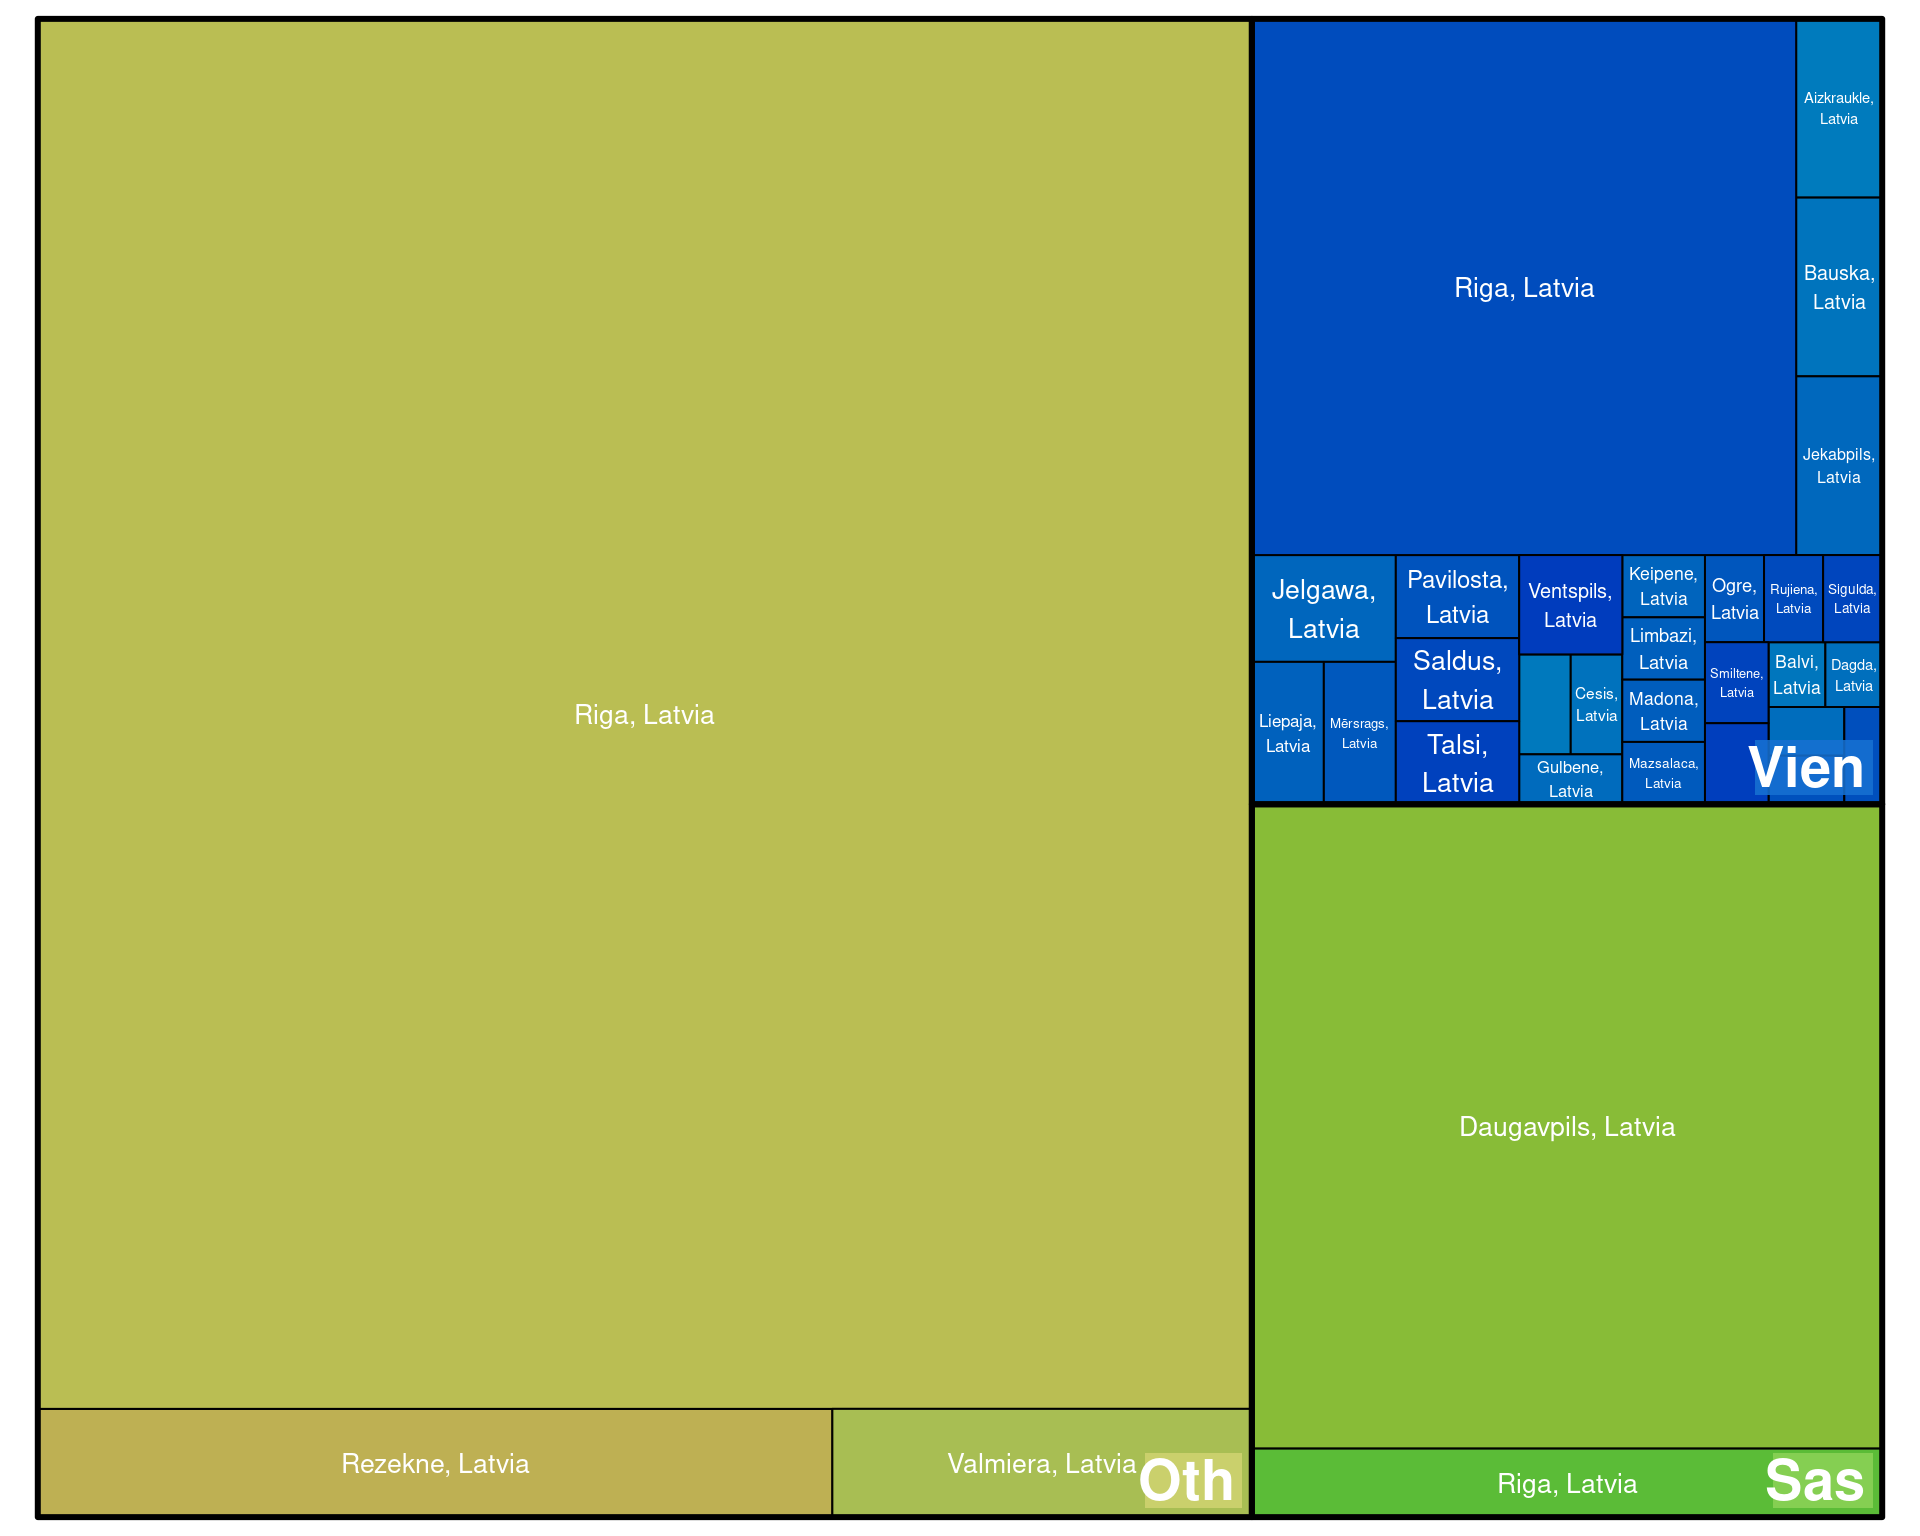 Riga, Latvia
Rezekne, Latvia
Valmiera, Latvia
Oth
Riga, Latvia
Aizkraukle,
Latvia
Bauska,
Latvia
Jekabpils,
Latvia
Jelgawa,
Latvia
Liepaja,
Latvia
Mērsrags,
Latvia
Pavilosta,
Latvia
Saldus,
Latvia
Talsi,
Latvia
Ventspils,
Latvia
Cesis,
Latvia
Gulbene,
Latvia
Keipene,
Latvia
Limbazi,
Latvia
Madona,
Latvia
Mazsalaca,
Latvia
Ogre,
Latvia
Rujiena,
Latvia
Sigulda,
Latvia
Smiltene,
Latvia
Balvi,
Latvia
Dagda,
Latvia
Vien
Daugavpils, Latvia
Riga, Latvia
Sas